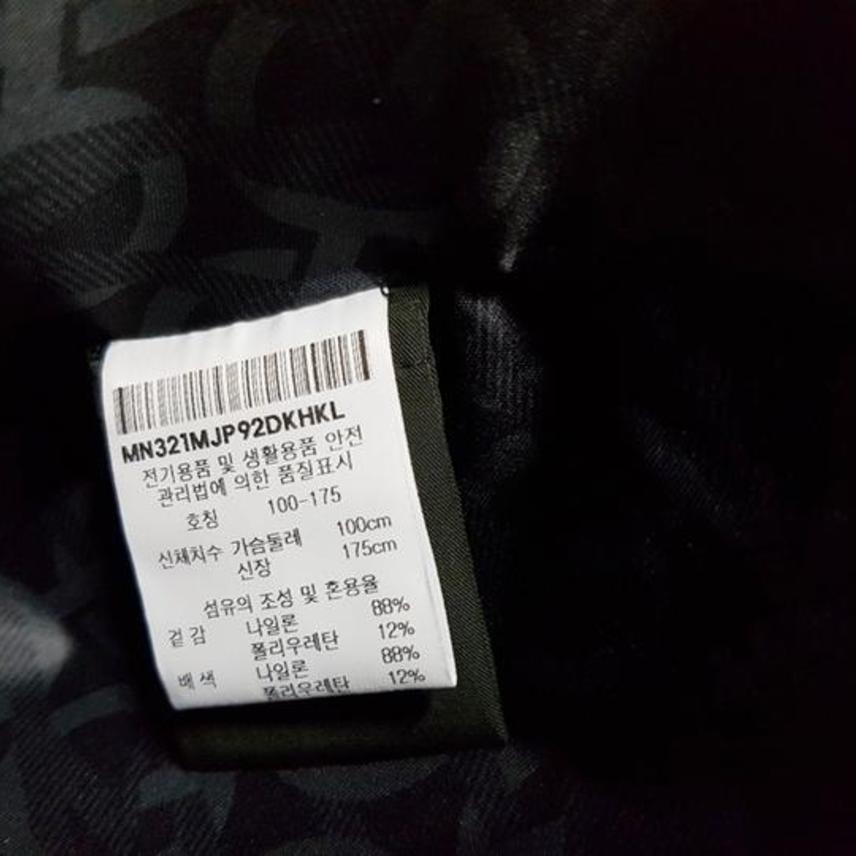 MN321MJP92DKHKL
전기용품 및 생활용품 안전
관리법에 의한 품질표시
호칭 100-175
신체치수 가슴둘레 100cm
신장 175cm
섬유의 조성 및 혼용율
겉감 나일론 88%
폴리우레탄 12%
배색 나일론 88%
폴리우레탄 12%